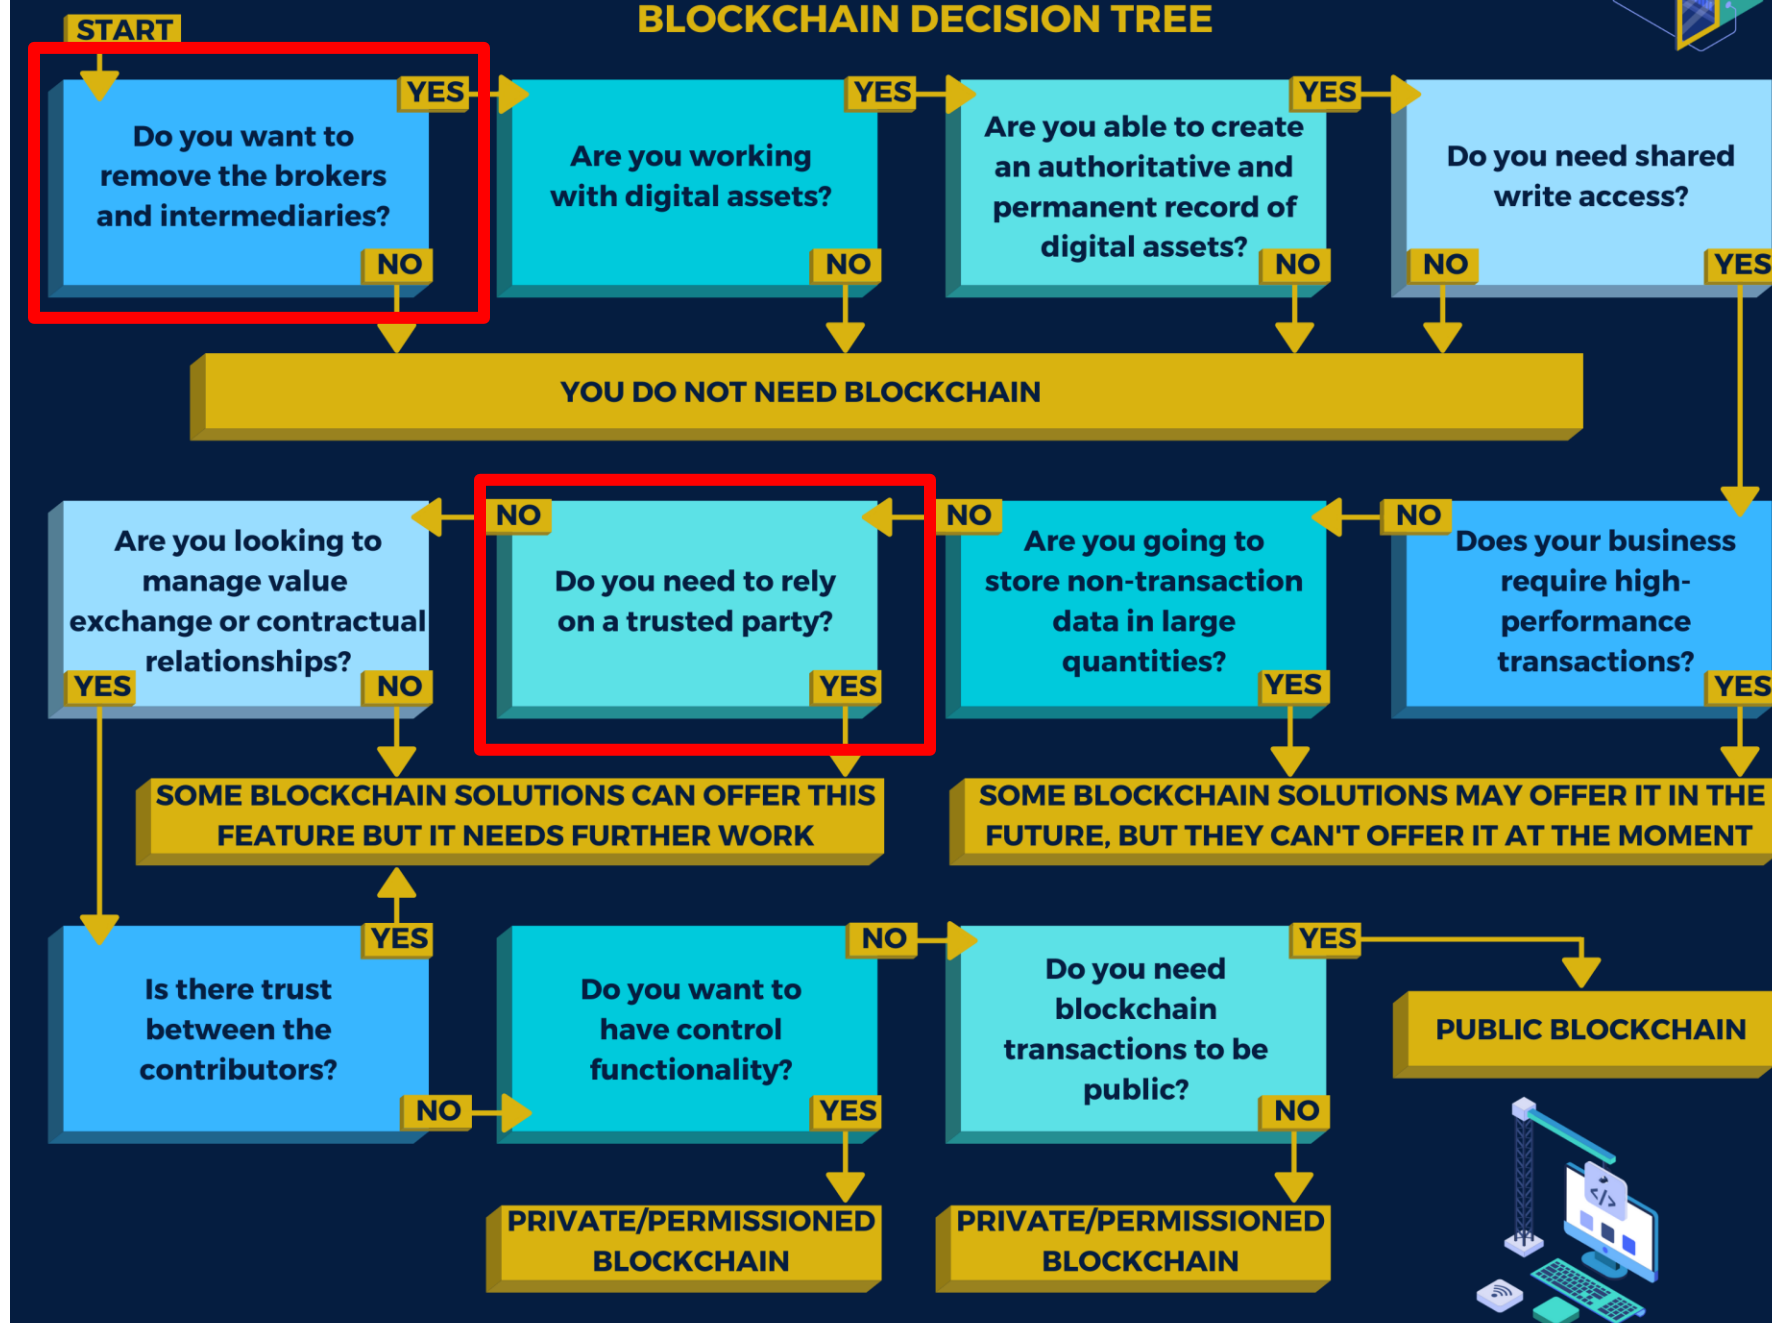 BLOCKCHAIN DECISION TREE
START
Do you want to
remove the brokers
and intermediaries?
YES
NO
Are you working
with digital assets?
YES
NO
Are you able to create
an authoritative and
permanent record of
digital assets?
YES
NO
Do you need shared
write access?
NO
YES
YOU DO NOT NEED BLOCKCHAIN
Are you looking to
manage value
exchange or contractual
relationships?
YES
NO
NO
Do you need to rely
on a trusted party?
YES
NO
Are you going to
store non-transaction
data in large
quantities?
YES
NO
Does your business
require high-
performance
transactions?
YES
SOME BLOCKCHAIN SOLUTIONS CAN OFFER THIS
FEATURE BUT IT NEEDS FURTHER WORK
SOME BLOCKCHAIN SOLUTIONS MAY OFFER IT IN THE
FUTURE, BUT THEY CAN'T OFFER IT AT THE MOMENT
Is there trust
between the
contributors?
YES
NO
Do you want to
have control
functionality?
NO
YES
Do you need
blockchain
transactions to be
public?
YES
NO
PUBLIC BLOCKCHAIN
PRIVATE/PERMISSIONED
BLOCKCHAIN
PRIVATE/PERMISSIONED
BLOCKCHAIN